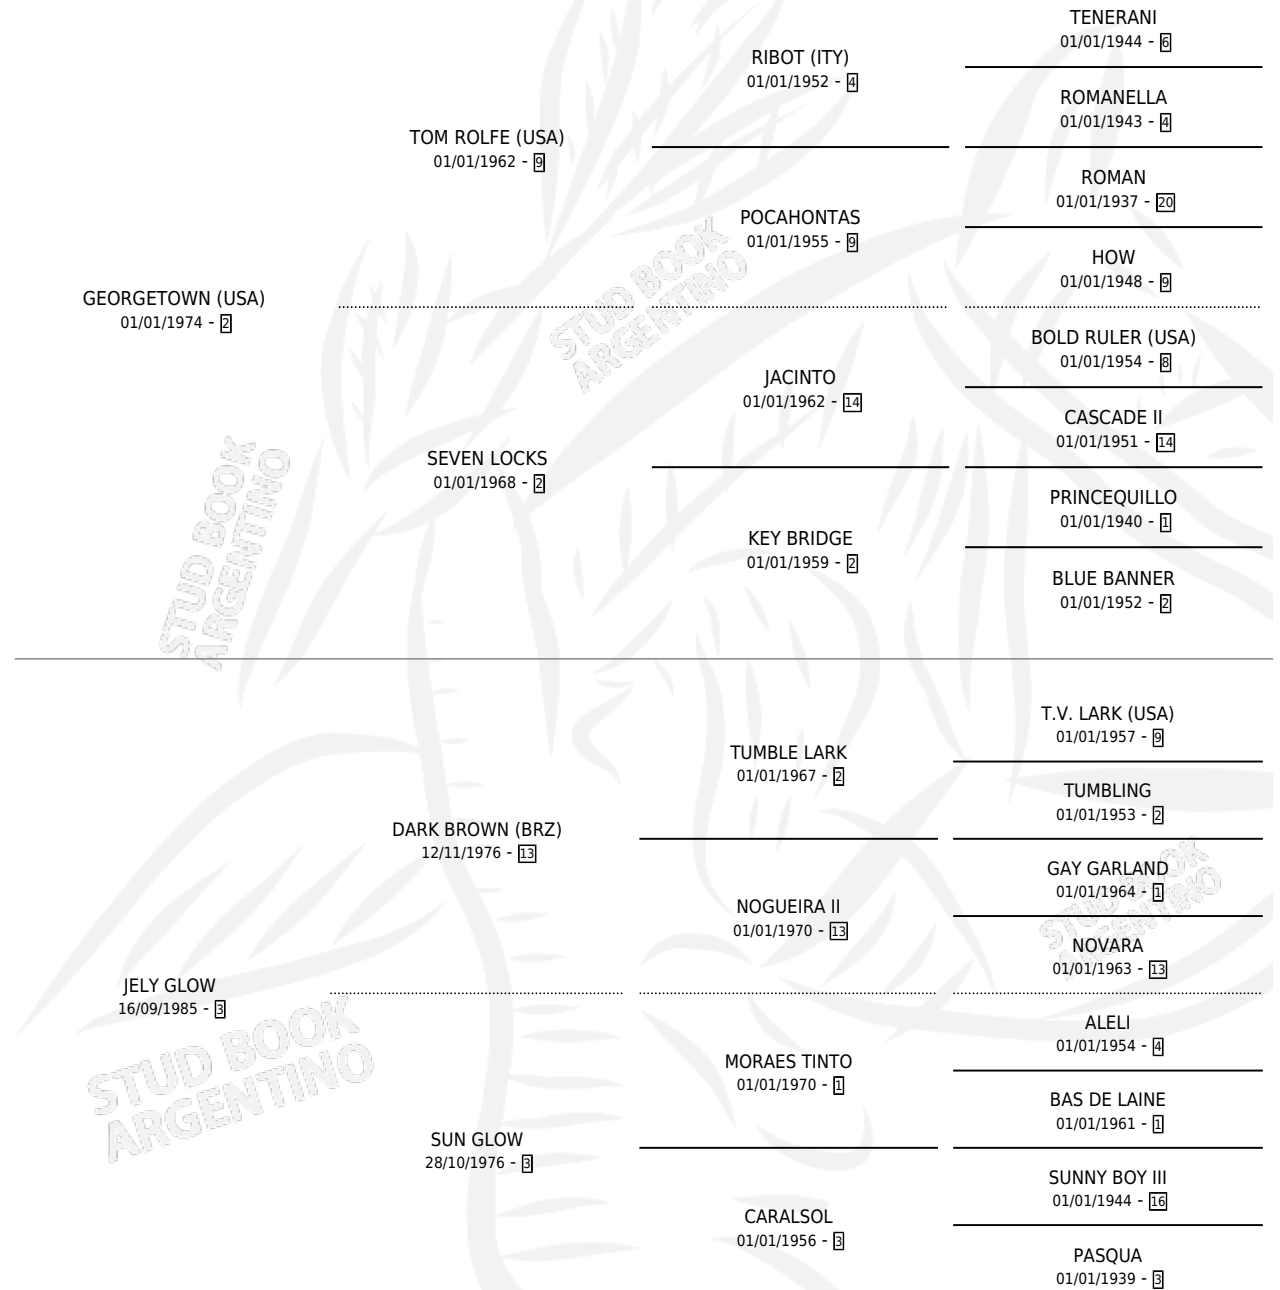 TENERANI
01/01/1944 - 6
RIBOT (ITY)
01/01/1952 - 4
ROMANELLA
01/01/1943 - 4
TOM ROLFE (USA)
01/01/1962 - 9
ROMAN
01/01/1937 - 20
POCAHONTAS
01/01/1955 - 9
HOW
01/01/1948 - 9
GEORGETOWN (USA)
01/01/1974 - 2
BOLD RULER (USA)
01/01/1954 - 8
JACINTO
01/01/1962 - 14
CASCADE II
01/01/1951 - 14
SEVEN LOCKS
01/01/1968 - 2
PRINCEQUILLO
01/01/1940 - 1
KEY BRIDGE
01/01/1959 - 2
BLUE BANNER
01/01/1952 - 2
T.V. LARK (USA)
01/01/1957 - 9
TUMBLE LARK
01/01/1967 - 2
TUMBLING
01/01/1953 - 2
DARK BROWN (BRZ)
12/11/1976 - 13
GAY GARLAND
01/01/1964 - 1
NOGUEIRA II
01/01/1970 - 13
NOVARA
01/01/1963 - 13
JELY GLOW
16/09/1985 - 3
ALELI
01/01/1954 - 4
MORAES TINTO
01/01/1970 - 1
BAS DE LAINE
01/01/1961 - 1
SUN GLOW
28/10/1976 - 3
SUNNY BOY III
01/01/1944 - 16
CARALSOL
01/01/1956 - 3
PASQUA
01/01/1939 - 3
STUD BOOK
ARGENTINO
STUD BOOK
ARGENTINO
STUD BOOK
ARGENTINO
STUD BOOK
ARGENTINO